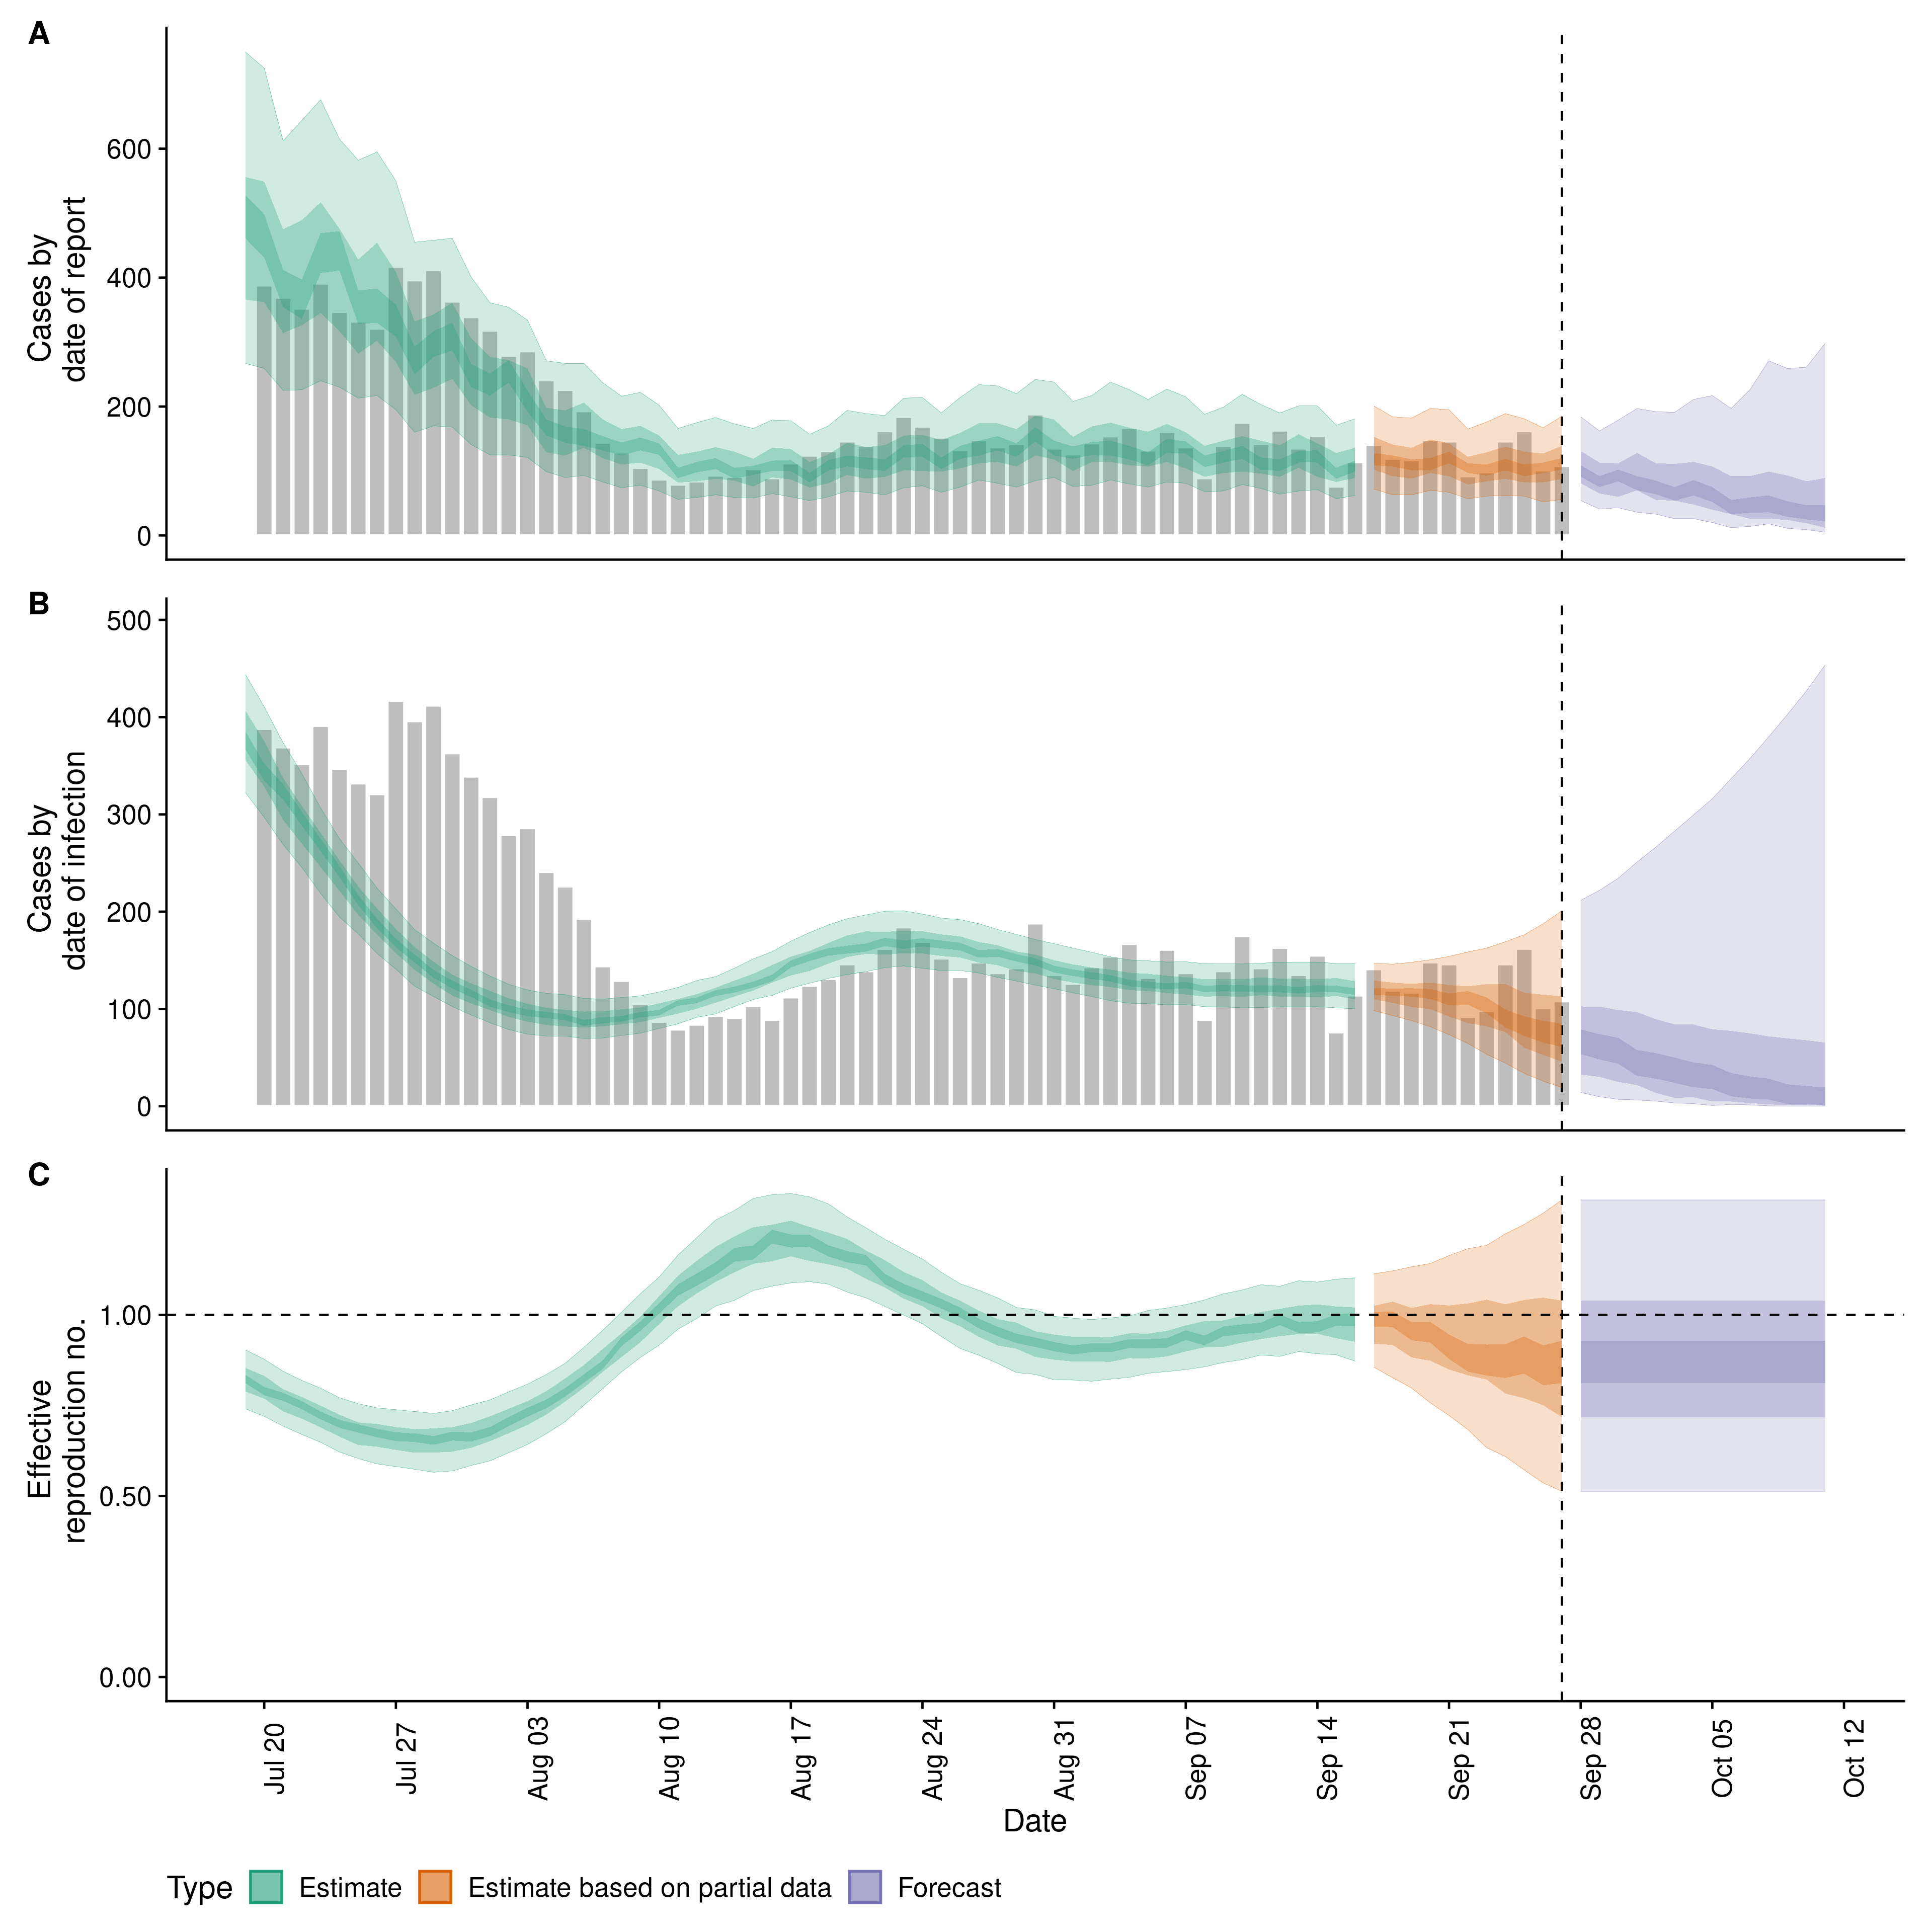 A
Cases by
date of report
600
400
200
0
B
Cases by
date of infection
500
400
300
200
100
0
C
Effective
reproduction no.
1.00
0.50
0.00
Jul 20
Jul 27
Aug 03
Aug 10
Aug 17
Aug 24
Aug 31
Sep 07
Sep 14
Sep 21
Sep 28
Oct 05
Oct 12
Date
Type Estimate Estimate based on partial data Forecast